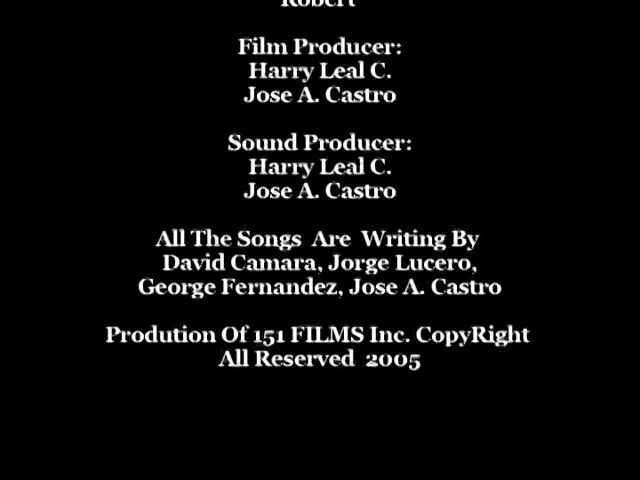 Robert
Film Producer:
Harry Leal C.
Jose A. Castro
Sound Producer:
Harry Leal C.
Jose A. Castro
All The Songs Are Writing By
David Camara, Jorge Lucero,
George Fernandez, Jose A. Castro
Prodution Of 151 FILMS Inc. CopyRight
All Reserved 2005